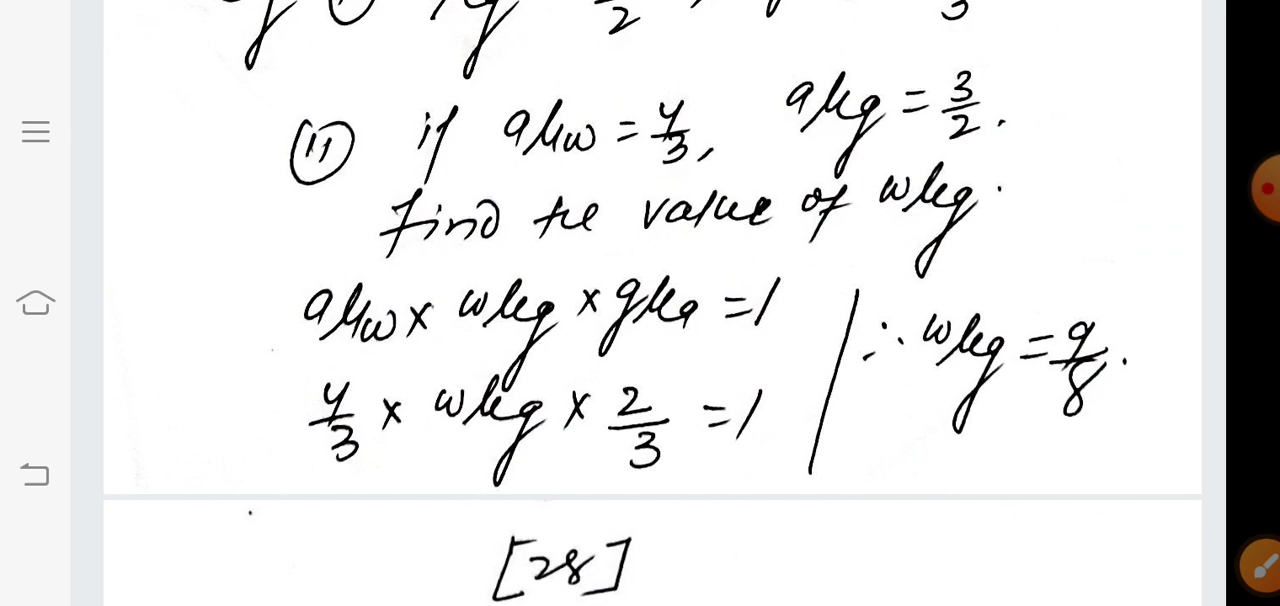 (11) if aμw = 4/3, aμg = 3/2.
find the value of wμg.
aμw x wμg x gμa = 1
4/3 x wμg x 2/3 = 1
∴ wμg = 9/8.
[28]